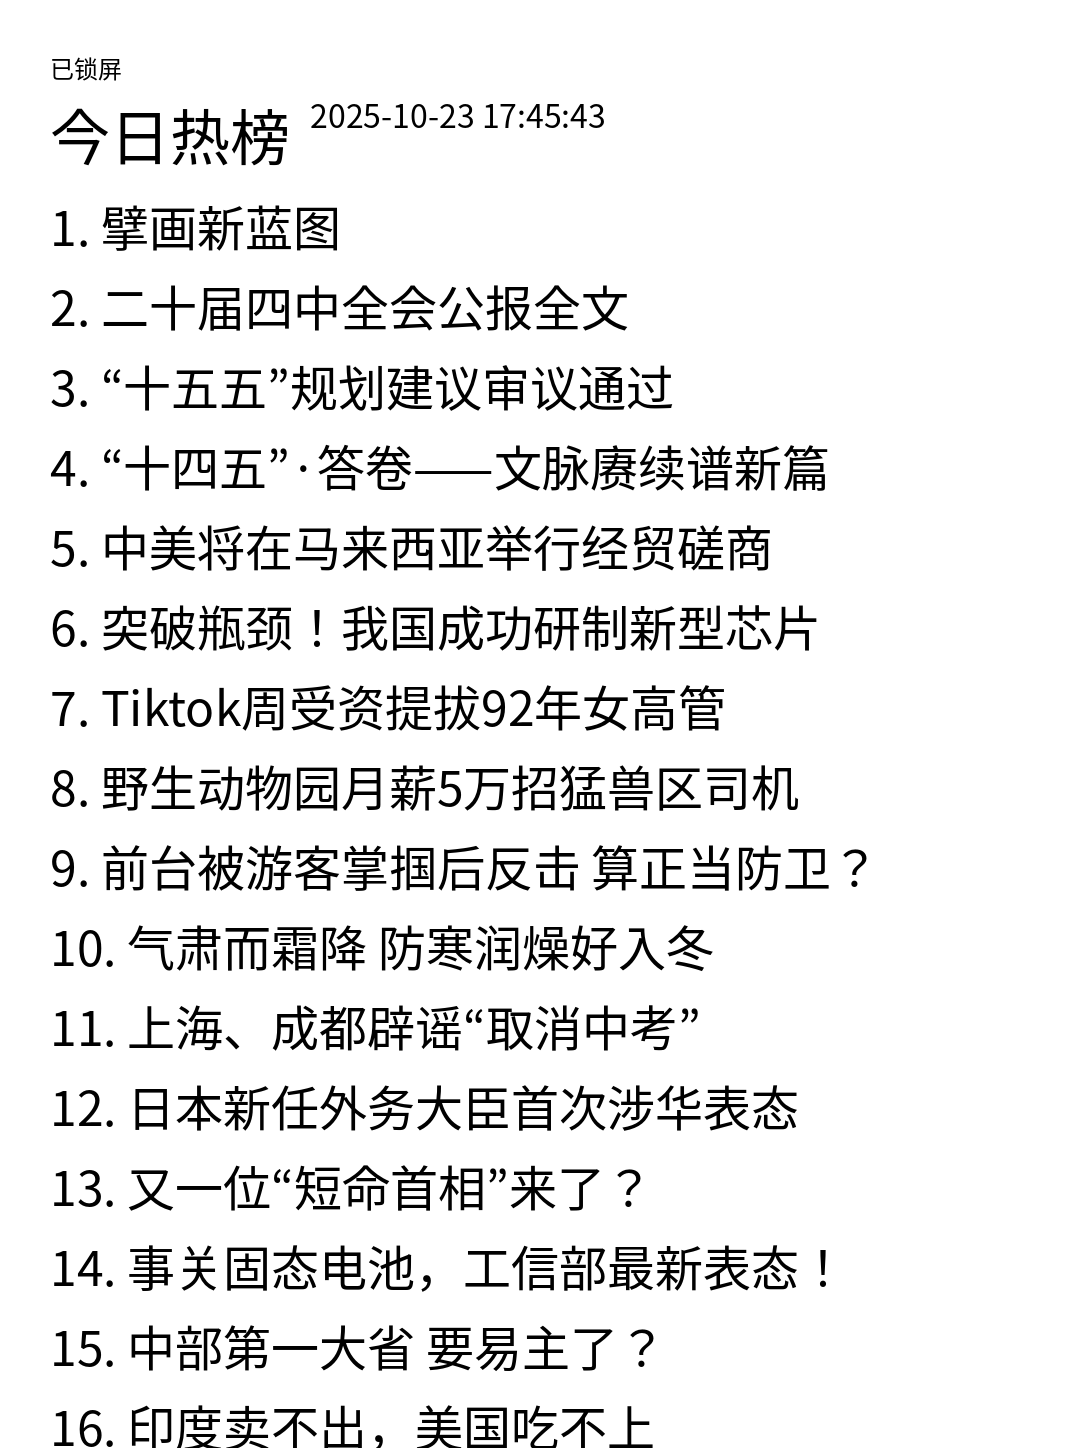 已锁屏
今日热榜 2025-10-23 17:45:43
1. 擘画新蓝图
2. 二十届四中全会公报全文
3. “十五五”规划建议审议通过
4. “十四五”·答卷——文脉赓续谱新篇
5. 中美将在马来西亚举行经贸磋商
6. 突破瓶颈！我国成功研制新型芯片
7. Tiktok周受资提拔92年女高管
8. 野生动物园月薪5万招猛兽区司机
9. 前台被游客掌掴后反击 算正当防卫？
10. 气肃而霜降 防寒润燥好入冬
11. 上海、成都辟谣“取消中考”
12. 日本新任外务大臣首次涉华表态
13. 又一位“短命首相”来了？
14. 事关固态电池，工信部最新表态！
15. 中部第一大省 要易主了？
16. 印度卖不出，美国吃不上